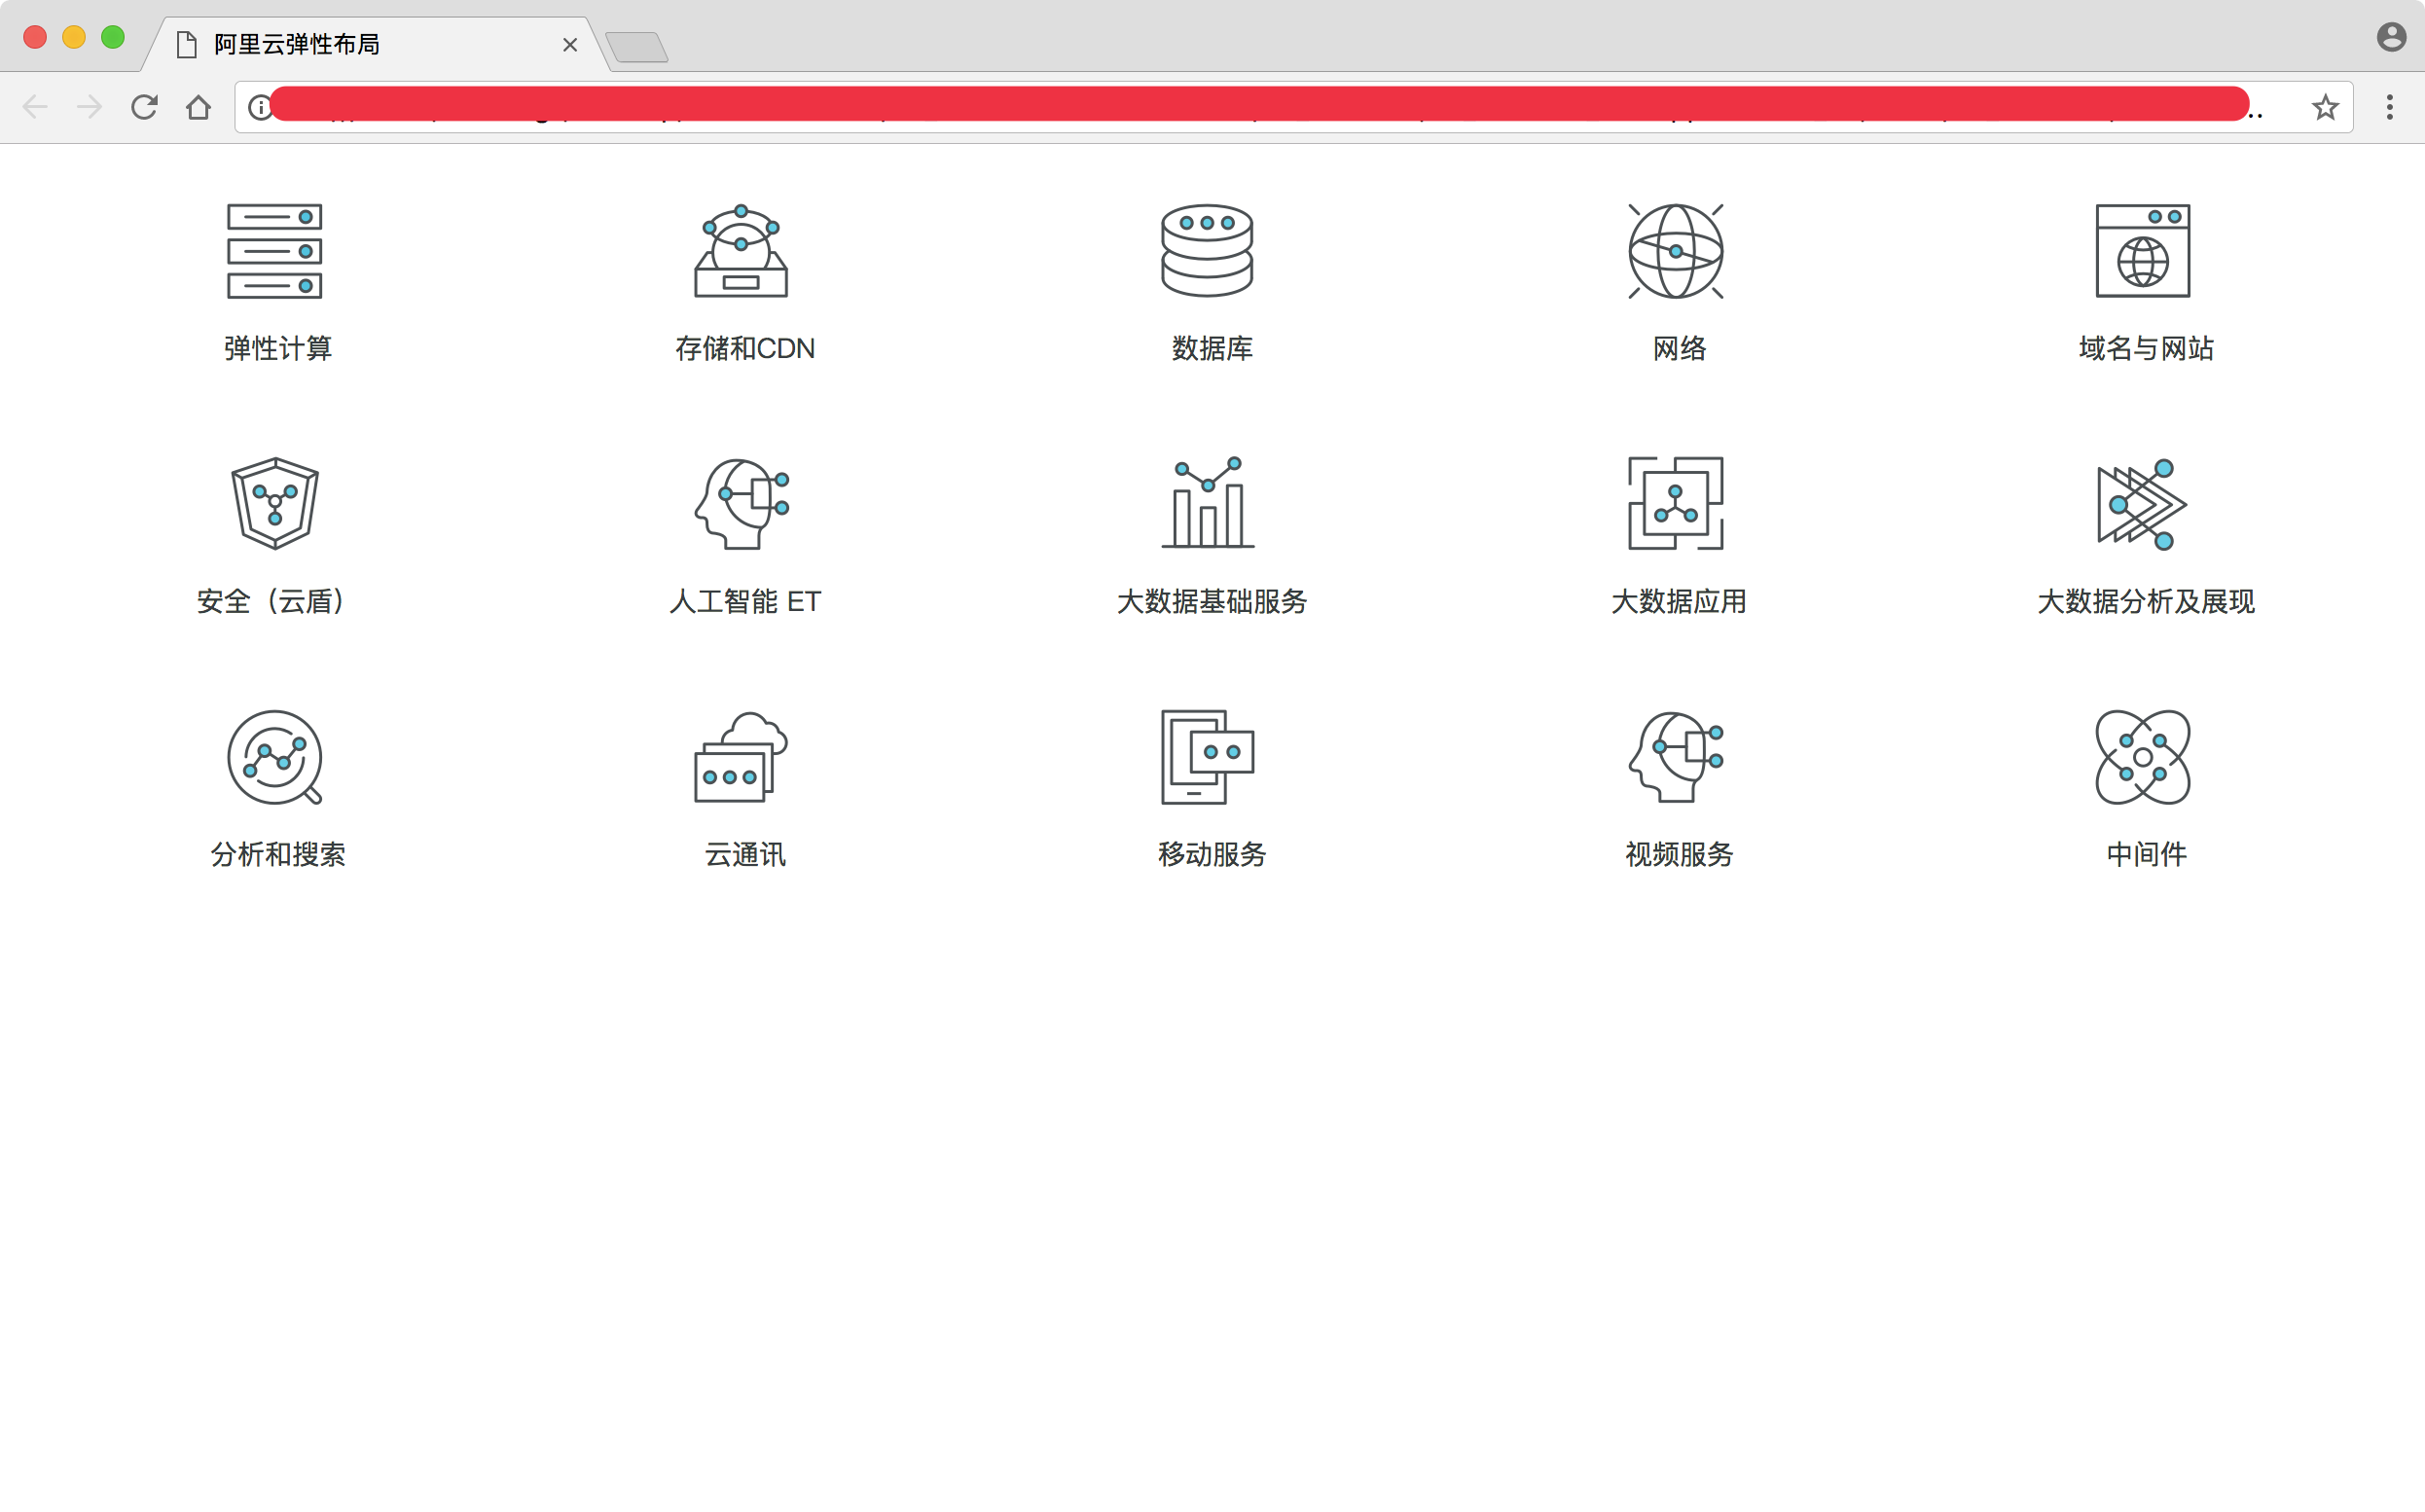 阿里云弹性布局
弹性计算
存储和CDN
数据库
网络
域名与网站
安全（云盾）
人工智能 ET
大数据基础服务
大数据应用
大数据分析及展现
分析和搜索
云通讯
移动服务
视频服务
中间件